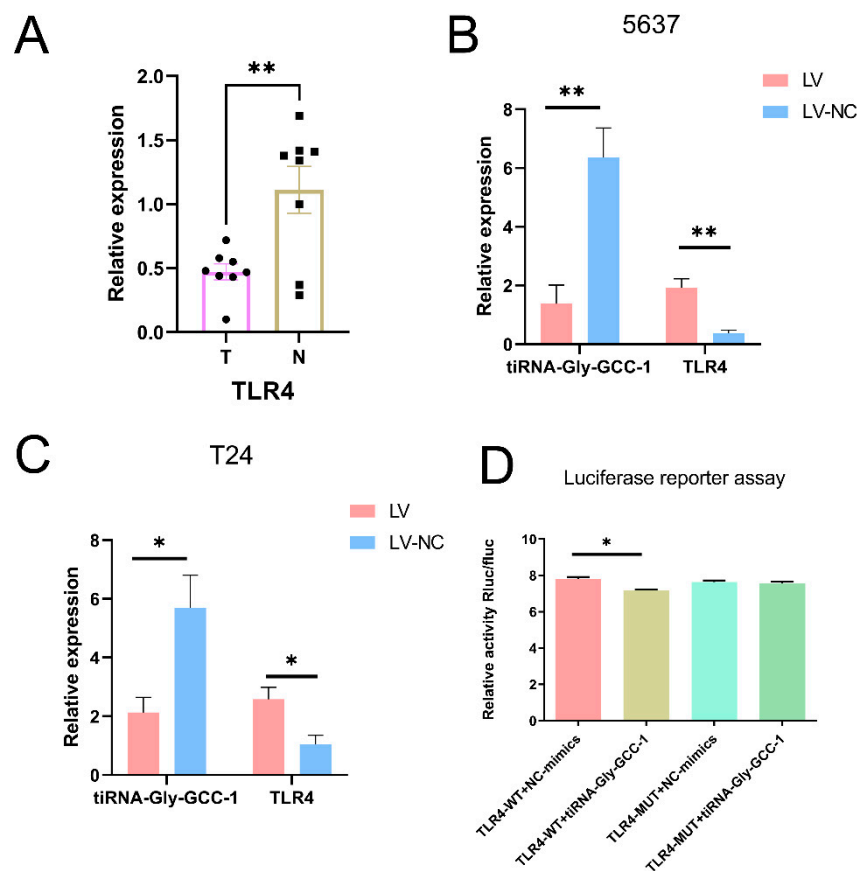 A
**
2.0
1.5
1.0
0.5
0.0
Relative expression
T
N
TLR4
B
5637
LV
LV-NC
**
**
8
6
4
2
0
Relative expression
tiRNA-Gly-GCC-1
TLR4
C
T24
LV
LV-NC
*
*
8
6
4
2
0
Relative expression
tiRNA-Gly-GCC-1
TLR4
D
Luciferase reporter assay
*
10
8
6
4
2
0
Relative activity Rluc/fluc
TLR4-WT+NC-mimics
TLR4-WT+tiRNA-Gly-GCC-1
TLR4-MUT+NC-mimics
TLR4-MUT+tiRNA-Gly-GCC-1